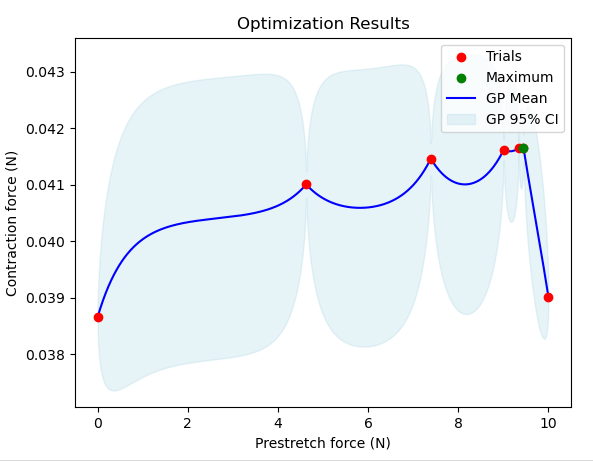 Optimization Results
Trials
Maximum
GP Mean
GP 95% CI
0.043
0.042
0.041
0.040
0.039
0.038
Contraction force (N)
0 2 4 6 8 10
Prestretch force (N)